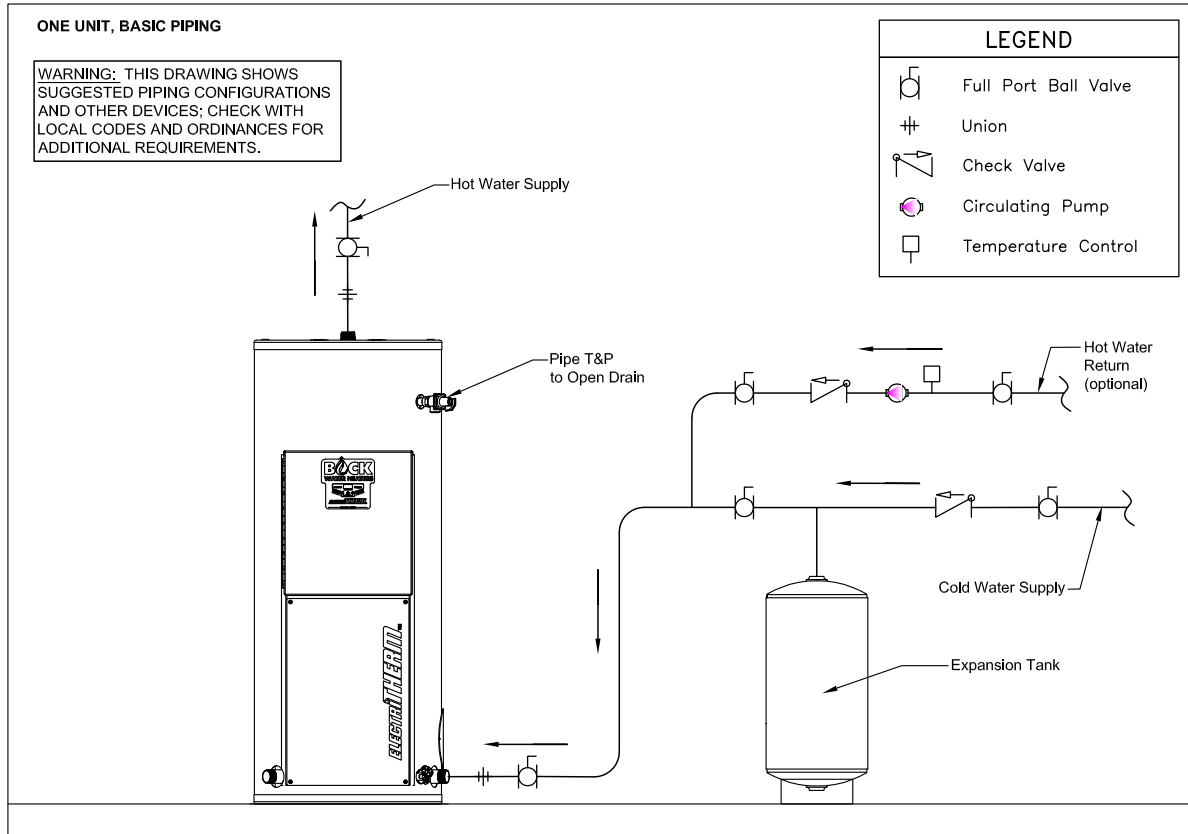 ONE UNIT, BASIC PIPING
WARNING: THIS DRAWING SHOWS
SUGGESTED PIPING CONFIGURATIONS
AND OTHER DEVICES; CHECK WITH
LOCAL CODES AND ORDINANCES FOR
ADDITIONAL REQUIREMENTS.
LEGEND
Full Port Ball Valve
Union
Check Valve
Circulating Pump
Temperature Control
Hot Water Supply
Pipe T&P
to Open Drain
Hot Water
Return
(optional)
BOCK
WATER HEATERS
Cold Water Supply
Expansion Tank
ELECTRITHERM